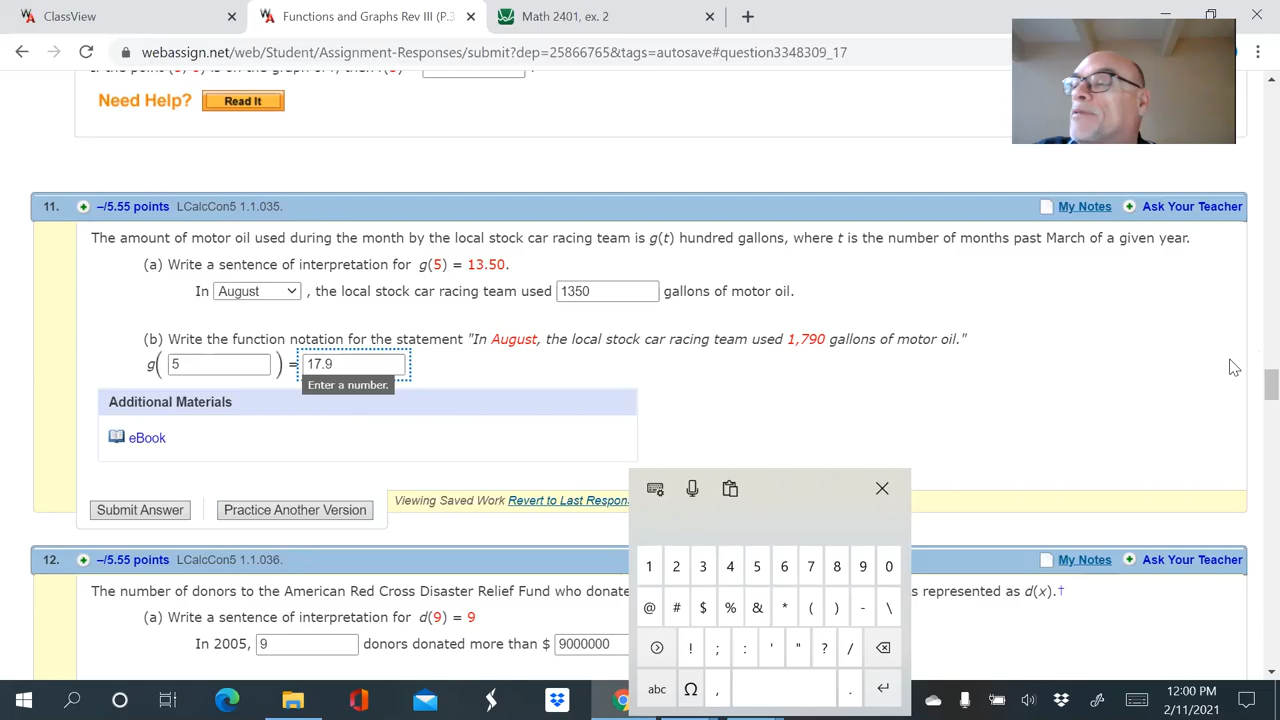 ClassView
Functions and Graphs Rev III (P.3
Math 2401, ex. 2
webassign.net/web/Student/Assignment-Responses/submit?dep=25866765&tags=autosave#question3348309_17
Need Help? Read It
11. –/5.55 points LCalcCon5 1.1.035. My Notes Ask Your Teacher
The amount of motor oil used during the month by the local stock car racing team is g(t) hundred gallons, where t is the number of months past March of a given year.
(a) Write a sentence of interpretation for g(5) = 13.50.
In August , the local stock car racing team used 1350 gallons of motor oil.
(b) Write the function notation for the statement "In August, the local stock car racing team used 1,790 gallons of motor oil."
g( 5 ) = 17.9
Enter a number.
Additional Materials
eBook
Viewing Saved Work Revert to Last Respons
Submit Answer Practice Another Version
12. –/5.55 points LCalcCon5 1.1.036. My Notes Ask Your Teacher
The number of donors to the American Red Cross Disaster Relief Fund who donate s represented as d(x).†
(a) Write a sentence of interpretation for d(9) = 9
In 2005, 9 donors donated more than $ 9000000
1 2 3 4 5 6 7 8 9 0
@ # $ % & * ( ) - \
! ; : ' " ? /
abc Ω , .
12:00 PM
2/11/2021